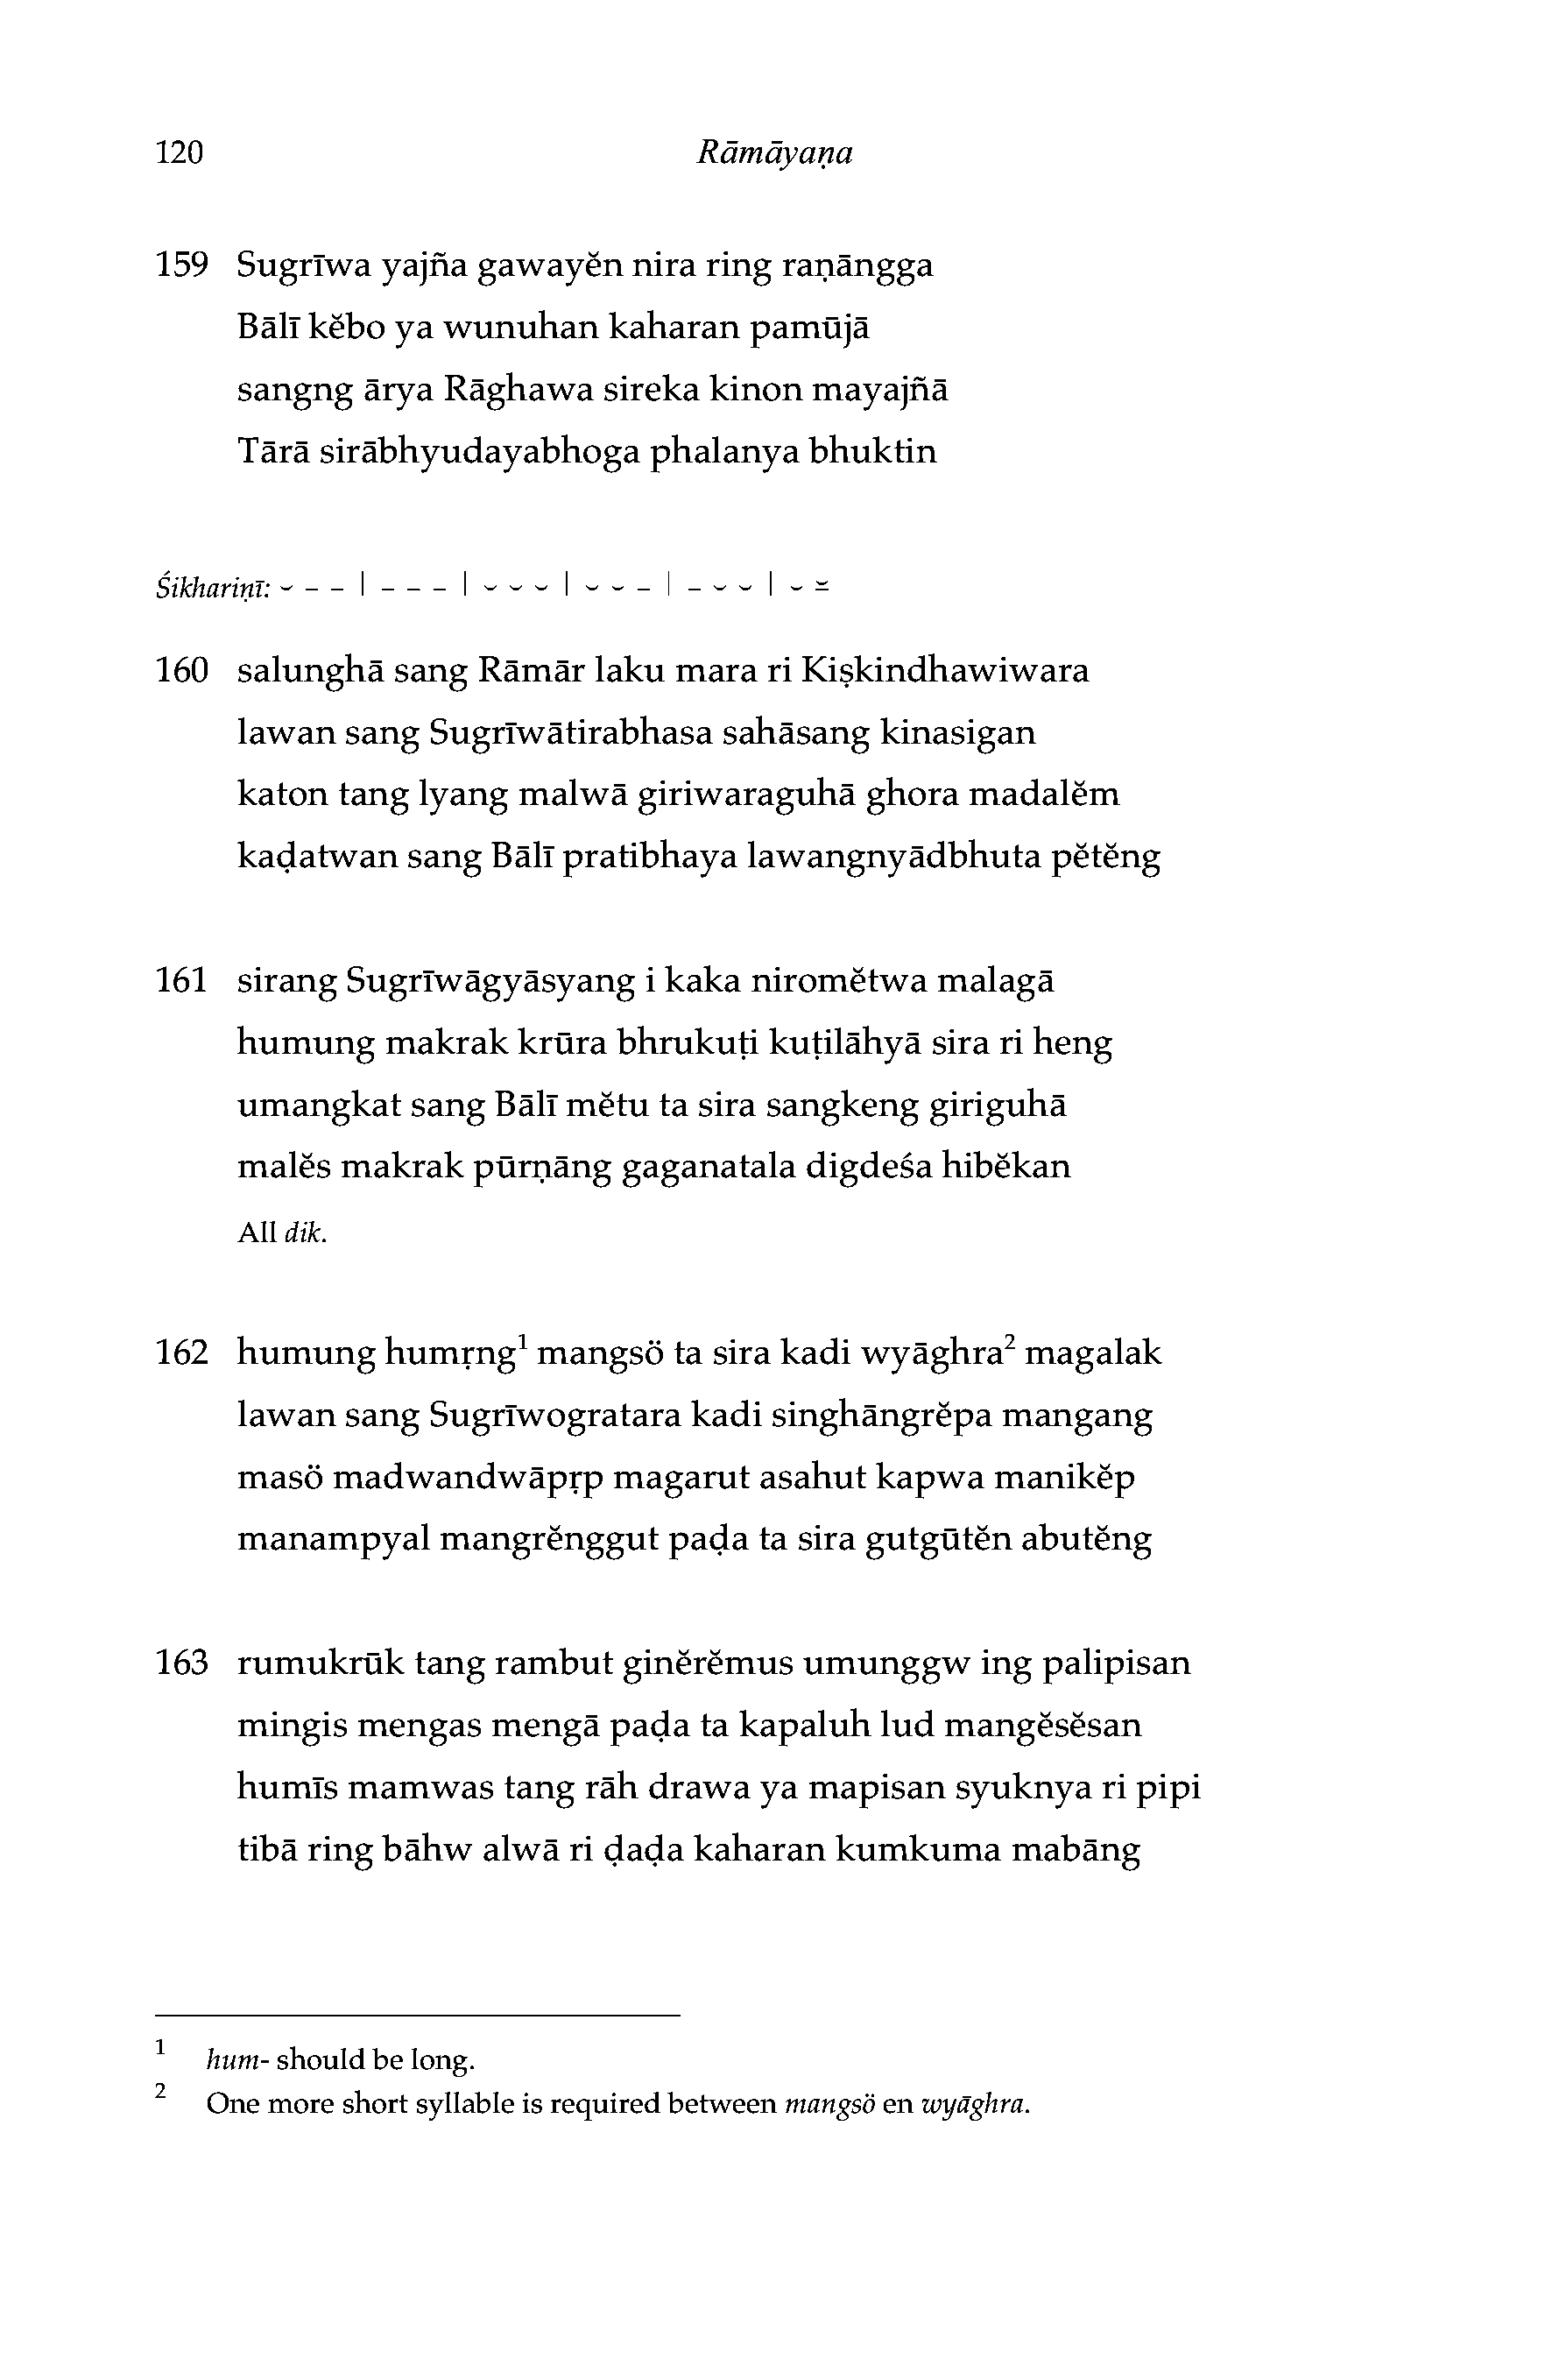 120 Rāmāyaṇa
159 Sugrīwa yajña gawayĕn nira ring raṇāngga
Bālī kĕbo ya wunuhan kaharan pamūjā
sangng ārya Rāghawa sireka kinon mayajñā
Tārā sirābhyudayabhoga phalanya bhuktin
Śikhariṇī: ⏑ – – | – – – | ⏑ ⏑ ⏑ | ⏑ ⏑ – | – ⏑ ⏑ | ⏑ ⏓
160 salunghā sang Rāmār laku mara ri Kiṣkindhawiwara
lawan sang Sugrīwātirabhasa sahāsang kinasigan
katon tang lyang malwā giriwaraguhā ghora madalĕm
kaḍatwan sang Bālī pratibhaya lawangnyādbhuta pĕtĕng
161 sirang Sugrīwāgyāsyang i kaka niromĕtwa malagā
humung makrak krūra bhrukuṭi kuṭilāhyā sira ri heng
umangkat sang Bālī mĕtu ta sira sangkeng giriguhā
malĕs makrak pūrṇāng gaganatala digdeśa hibĕkan
All dik.
162 humung humṛng¹ mangsö ta sira kadi wyāghra² magalak
lawan sang Sugrīwogratara kadi singhāngrĕpa mangang
masö madwandwāpṛp magarut asahut kapwa manikĕp
manampyal mangrĕnggut paḍa ta sira gutgūtĕn abutĕng
163 rumukrūk tang rambut ginĕrĕmus umunggw ing palipisan
mingis mengas mengā paḍa ta kapaluh lud mangĕsĕsan
humīs mamwas tang rāh drawa ya mapisan syuknya ri pipi
tibā ring bāhw alwā ri ḍaḍa kaharan kumkuma mabāng
1 hum- should be long.
2 One more short syllable is required between mangsö en wyāghra.